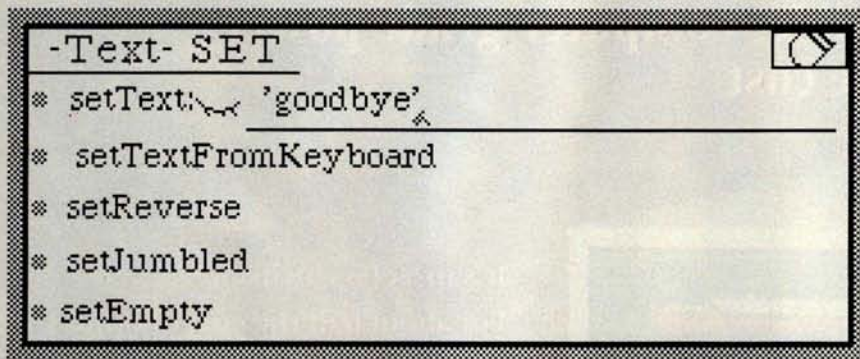 -Text- SET
setText: 'goodbye'
setTextFromKeyboard
setReverse
setJumbled
setEmpty